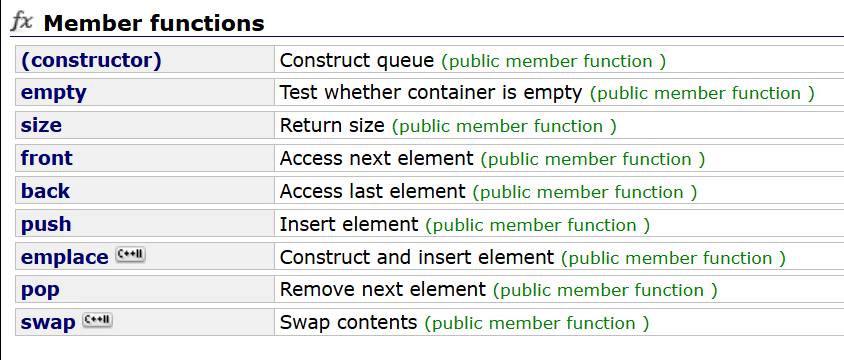 fx Member functions
(constructor) Construct queue (public member function )
empty Test whether container is empty (public member function )
size Return size (public member function )
front Access next element (public member function )
back Access last element (public member function )
push Insert element (public member function )
emplace C++11 Construct and insert element (public member function )
pop Remove next element (public member function )
swap C++11 Swap contents (public member function )